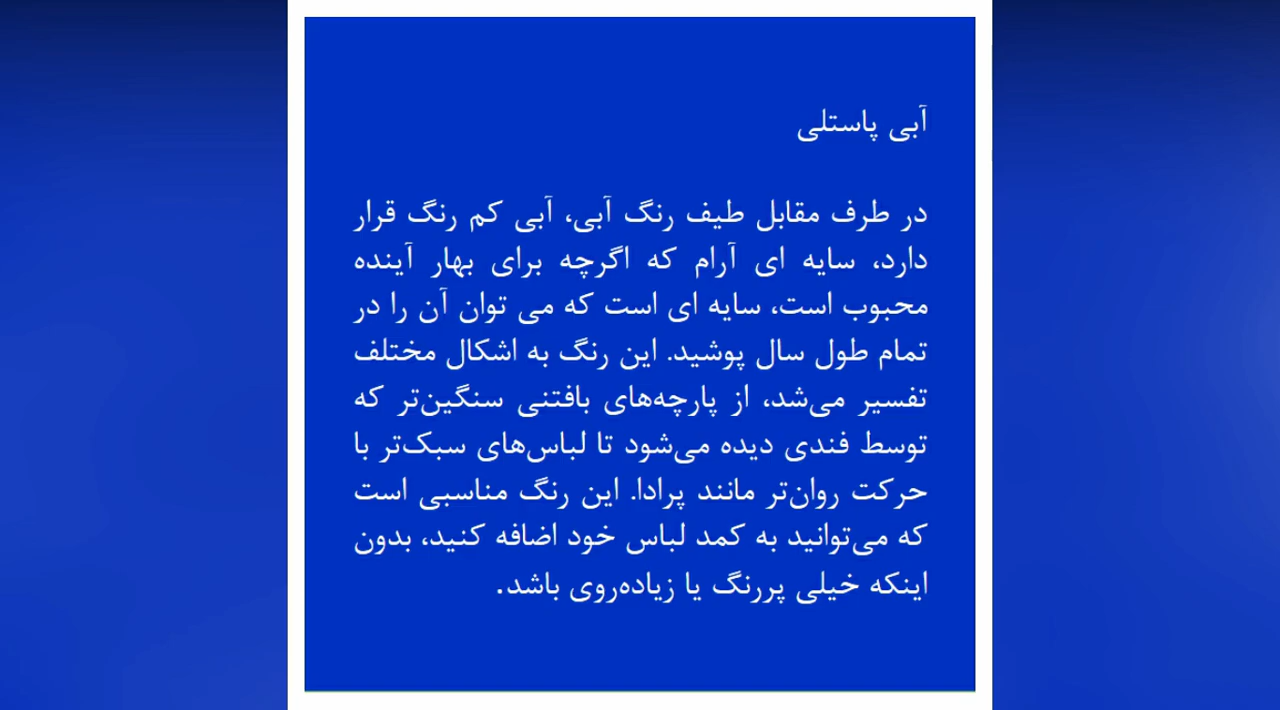 آبی پاستلی
در طرف مقابل طیف رنگ آبی، آبی کم رنگ قرار
دارد، سایه ای آرام که اگرچه برای بهار آینده
محبوب است، سایه ای است که می توان آن را در
تمام طول سال پوشید. این رنگ به اشکال مختلف
تفسیر می‌شد، از پارچه‌های بافتنی سنگین‌تر که
توسط فندی دیده می‌شود تا لباس‌های سبک‌تر با
حرکت روان‌تر مانند پرادا. این رنگ مناسبی است
که می‌توانید به کمد لباس خود اضافه کنید، بدون
اینکه خیلی پررنگ یا زیاده‌روی باشد.